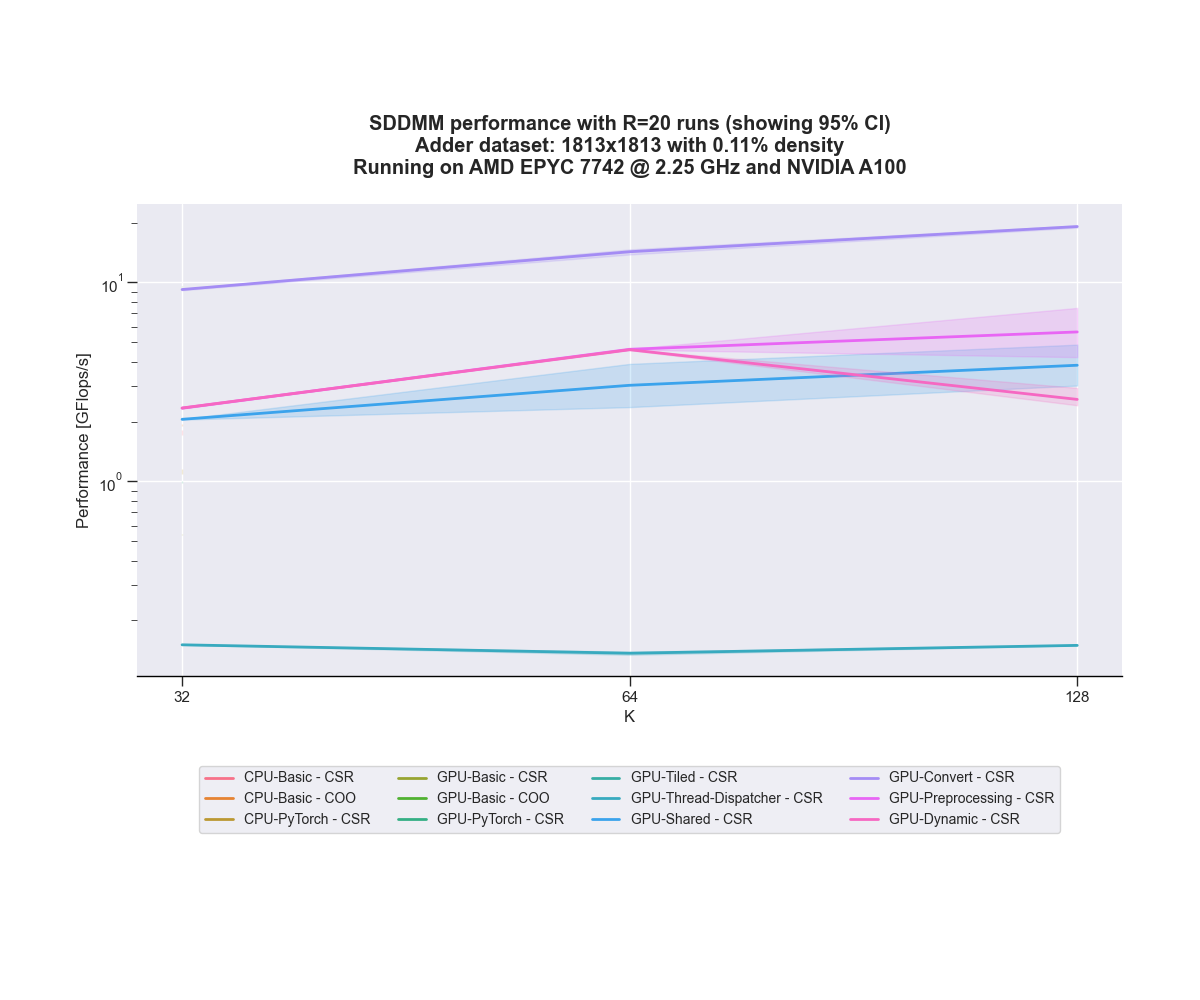 SDDMM performance with R=20 runs (showing 95% CI)
Adder dataset: 1813x1813 with 0.11% density
Running on AMD EPYC 7742 @ 2.25 GHz and NVIDIA A100
10^1
10^0
Performance [GFlops/s]
32 64 128
K
CPU-Basic - CSR GPU-Basic - CSR GPU-Tiled - CSR GPU-Convert - CSR
CPU-Basic - COO GPU-Basic - COO GPU-Thread-Dispatcher - CSR GPU-Preprocessing - CSR
CPU-PyTorch - CSR GPU-PyTorch - CSR GPU-Shared - CSR GPU-Dynamic - CSR